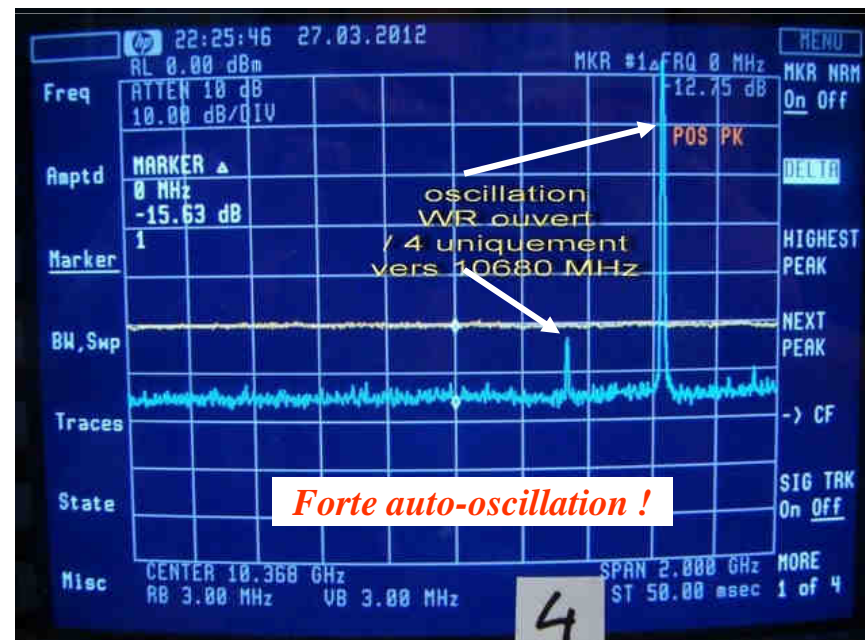 hp 22:25:46 27.03.2012
RL 0.00 dBm
MKR #1△FRQ 0 MHz
-12.75 dB
ATTEN 10 dB
10.00 dB/DIV
POS PK
MARKER △
0 MHz
-15.63 dB
1
oscillation
WR ouvert
/ 4 uniquement
vers 10680 MHz
Forte auto-oscillation !
CENTER 10.368 GHz
SPAN 2.000 GHz
RB 3.00 MHz
VB 3.00 MHz
ST 50.00 msec
4
Freq
Amptd
Marker
BW,Swp
Traces
State
Misc
MENU
MKR NRM
On Off
DELTA
HIGHEST
PEAK
NEXT
PEAK
-> CF
SIG TRK
On Off
MORE
1 of 4